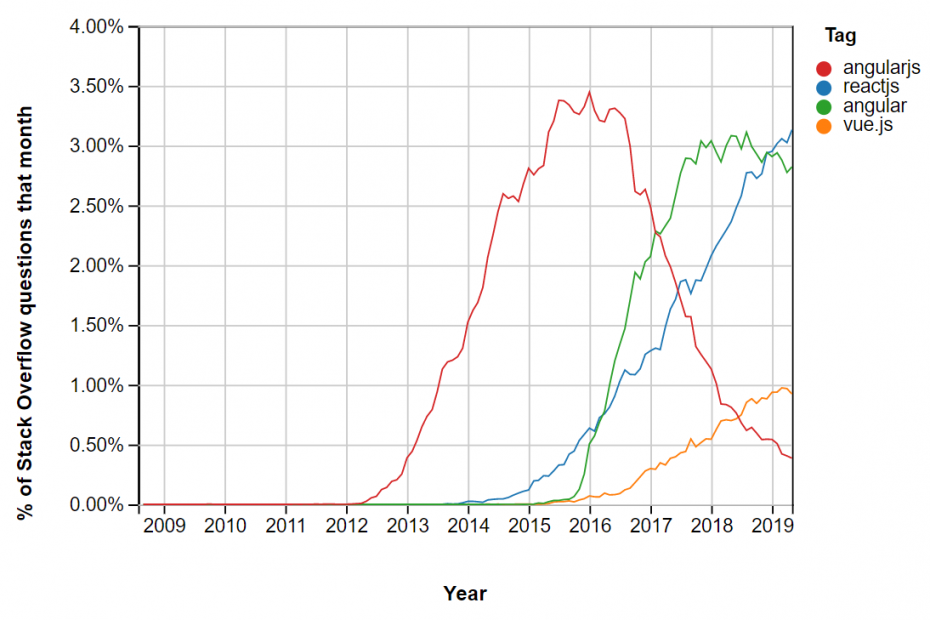 4.00%
3.50%
3.00%
2.50%
2.00%
1.50%
1.00%
0.50%
0.00%
% of Stack Overflow questions that month
2009 2010 2011 2012 2013 2014 2015 2016 2017 2018 2019
Year
Tag
angularjs
reactjs
angular
vue.js